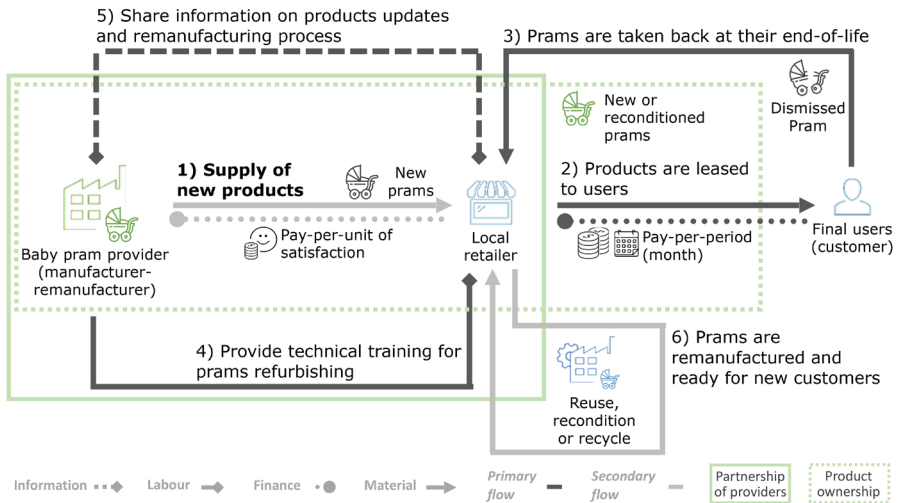 5) Share information on products updates
and remanufacturing process
3) Prams are taken back at their end-of-life
Dismissed
Pram
New or
reconditioned
prams
1) Supply of
new products
New
prams
2) Products are leased
to users
Pay-per-unit of
satisfaction
Pay-per-period
(month)
Local
retailer
Final users
(customer)
Baby pram provider
(manufacturer-
remanufacturer)
4) Provide technical training for
prams refurbishing
6) Prams are
remanufactured and
ready for new customers
Reuse,
recondition
or recycle
Information
Labour
Finance
Material
Primary
flow
Secondary
flow
Partnership
of providers
Product
ownership